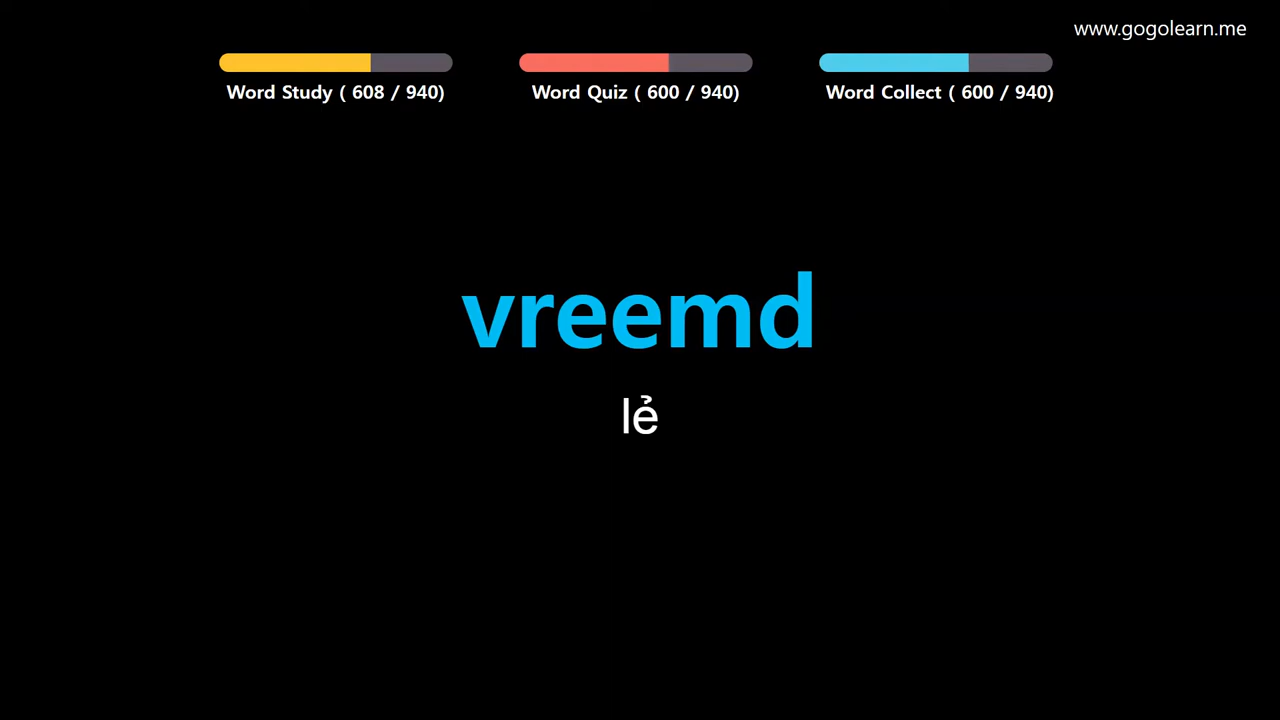 www.gogolearn.me
Word Study ( 608 / 940)
Word Quiz ( 600 / 940)
Word Collect ( 600 / 940)
vreemd
lẻ